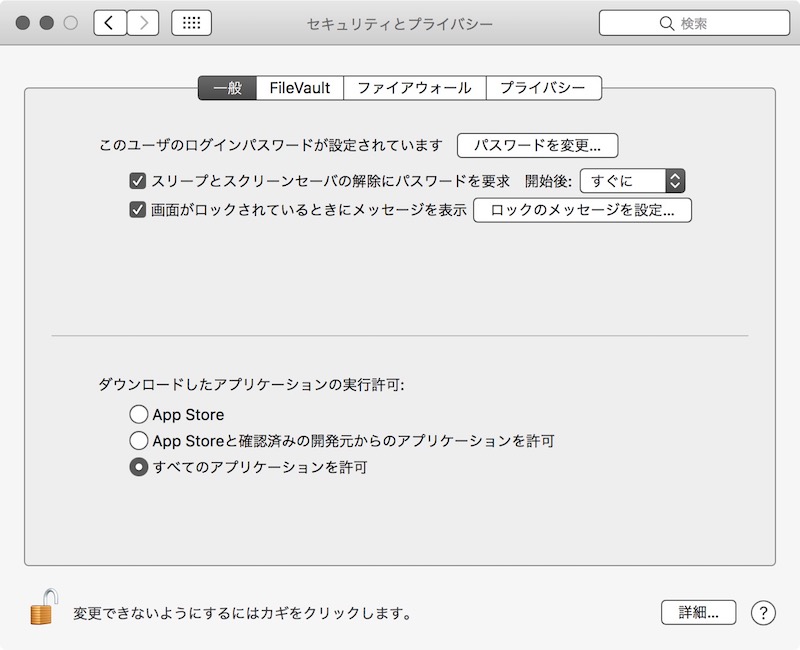 セキュリティとプライバシー
検索
一般 FileVault ファイアウォール プライバシー
このユーザのログインパスワードが設定されています パスワードを変更...
スリープとスクリーンセーバの解除にパスワードを要求 開始後: すぐに
画面がロックされているときにメッセージを表示 ロックのメッセージを設定...
ダウンロードしたアプリケーションの実行許可:
App Store
App Storeと確認済みの開発元からのアプリケーションを許可
すべてのアプリケーションを許可
変更できないようにするにはカギをクリックします。 詳細... ?